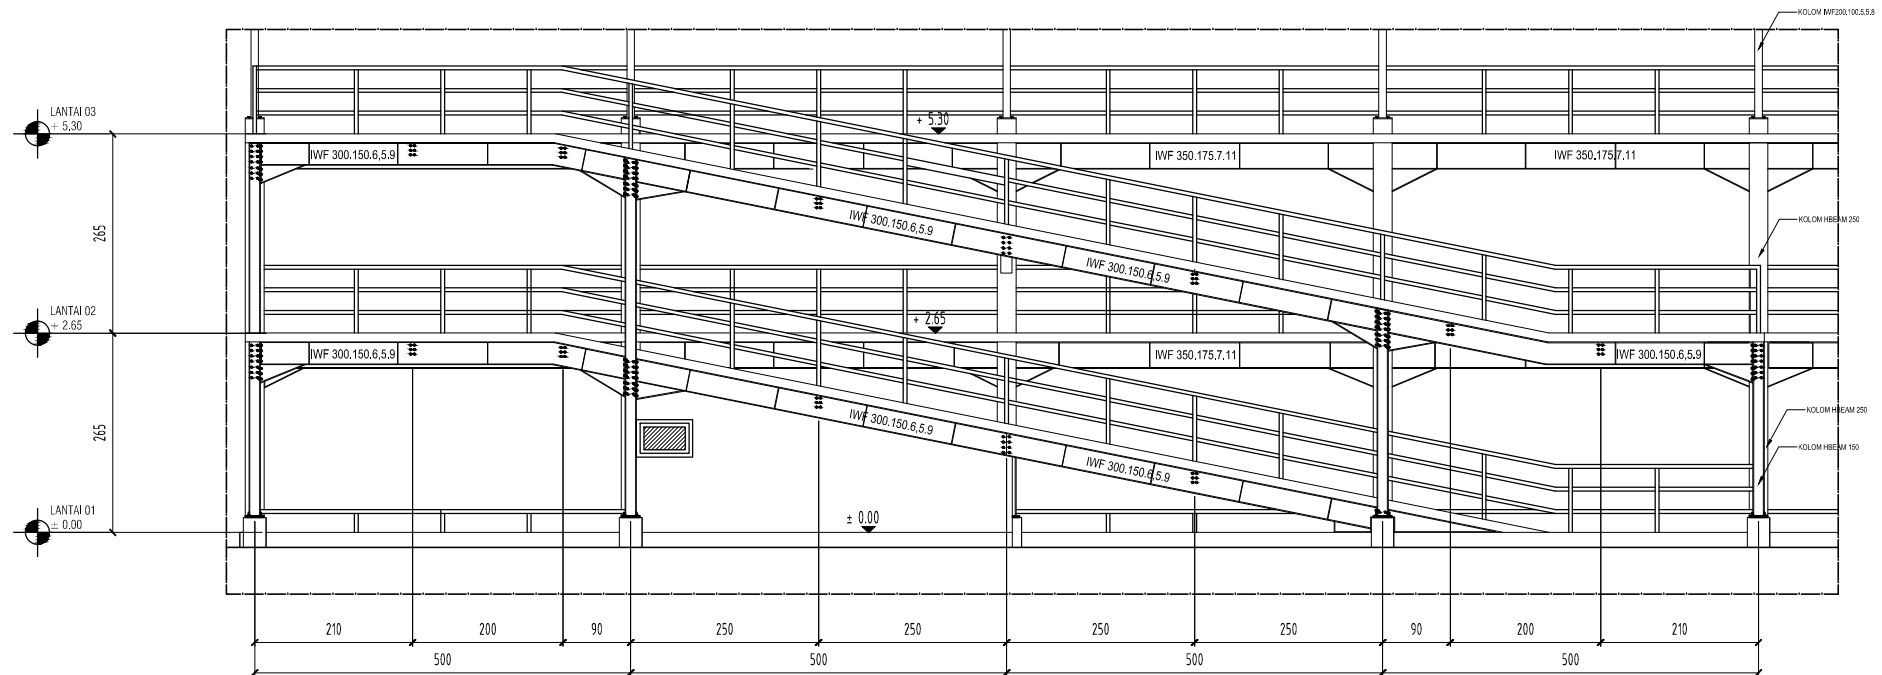 KOLOM IWF200.100.5,5.8
LANTAI 03
+ 5.30
+ 5.30
IWF 300.150.6,5.9
IWF 350.175.7.11
IWF 350.175.7.11
265
IWF 300.150.6,5.9
KOLOM HBEAM 250
IWF 300.150.6,5.9
LANTAI 02
+ 2.65
+ 2.65
IWF 300.150.6,5.9
IWF 350.175.7.11
IWF 300.150.6,5.9
265
IWF 300.150.6,5.9
KOLOM HBEAM 250
KOLOM HBEAM 150
IWF 300.150.6,5.9
LANTAI 01
± 0.00
± 0.00
210 200 90 250 250 250 250 90 200 210
500 500 500 500